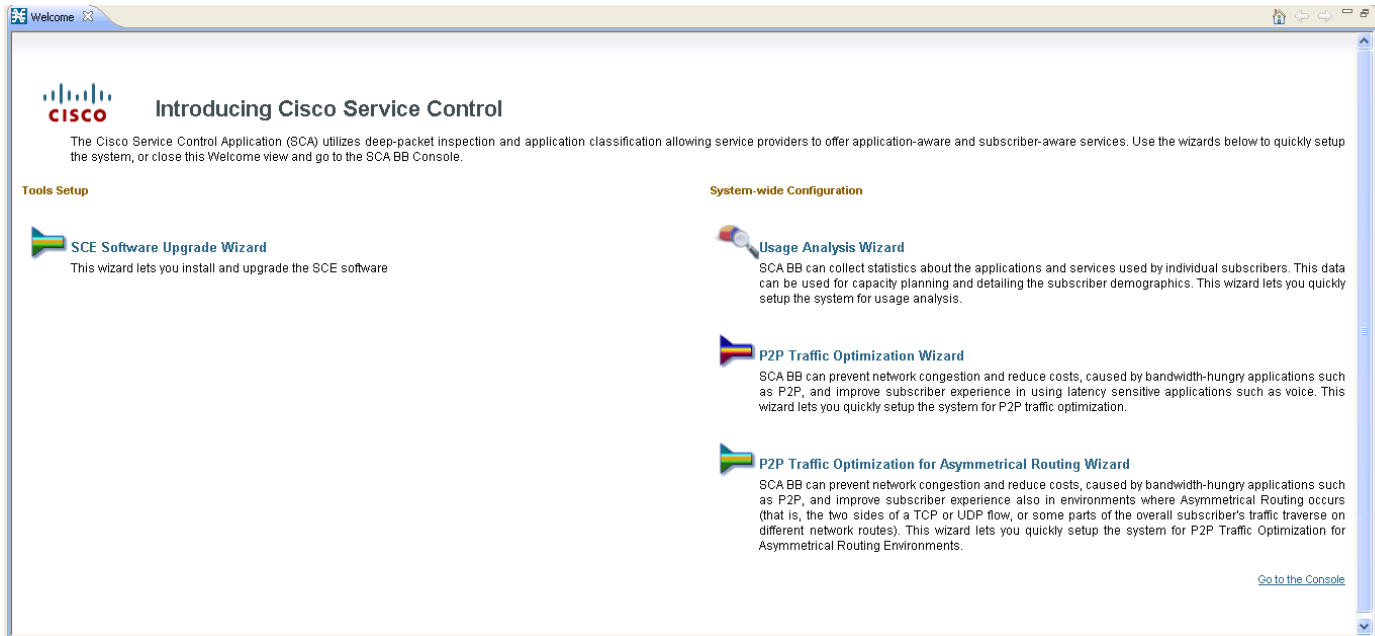 Welcome
CISCO
Introducing Cisco Service Control
The Cisco Service Control Application (SCA) utilizes deep-packet inspection and application classification allowing service providers to offer application-aware and subscriber-aware services. Use the wizards below to quickly setup
the system, or close this Welcome view and go to the SCA BB Console.
Tools Setup
SCE Software Upgrade Wizard
This wizard lets you install and upgrade the SCE software
System-wide Configuration
Usage Analysis Wizard
SCA BB can collect statistics about the applications and services used by individual subscribers. This data
can be used for capacity planning and detailing the subscriber demographics. This wizard lets you quickly
setup the system for usage analysis.
P2P Traffic Optimization Wizard
SCA BB can prevent network congestion and reduce costs, caused by bandwidth-hungry applications such
as P2P, and improve subscriber experience in using latency sensitive applications such as voice. This
wizard lets you quickly setup the system for P2P traffic optimization.
P2P Traffic Optimization for Asymmetrical Routing Wizard
SCA BB can prevent network congestion and reduce costs, caused by bandwidth-hungry applications such
as P2P, and improve subscriber experience also in environments where Asymmetrical Routing occurs
(that is, the two sides of a TCP or UDP flow, or some parts of the overall subscriber's traffic traverse on
different network routes). This wizard lets you quickly setup the system for P2P Traffic Optimization for
Asymmetrical Routing Environments.
Go to the Console